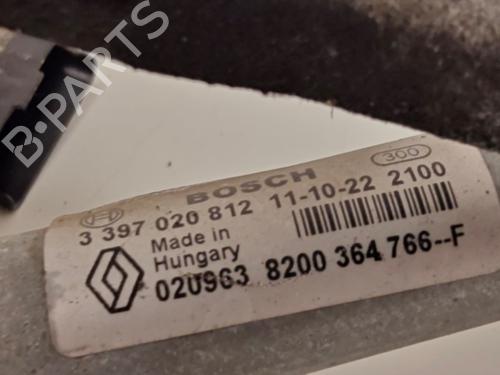 B-PARTS
300
BOSCH
3 397 020 812 11-10-22 2100
Made in
Hungary
020963 8200 364 766--F